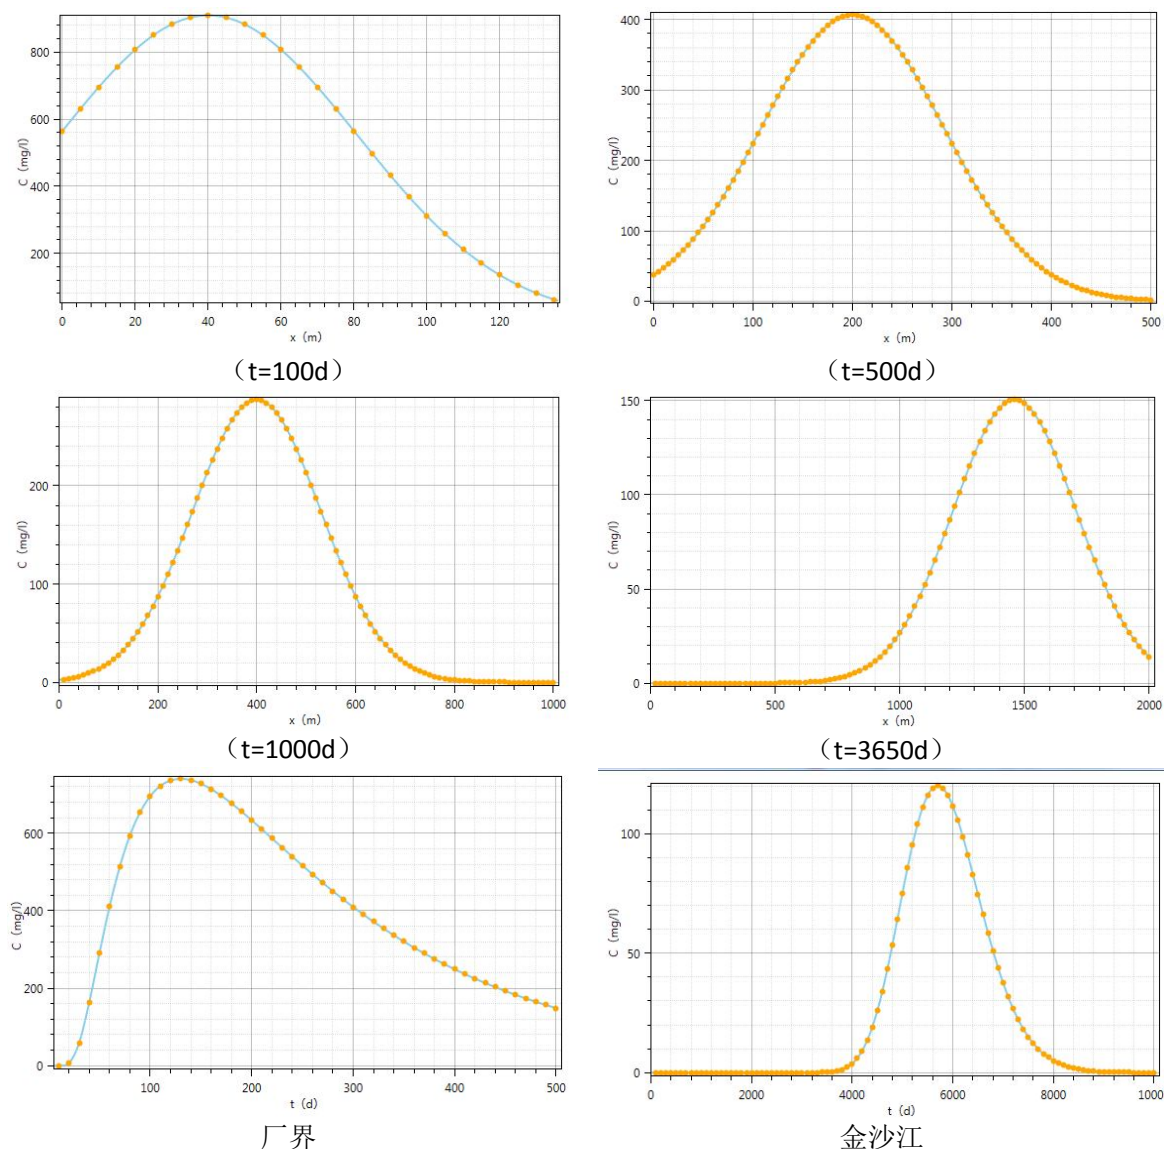 800
600
400
200
C (mg/l)
0 20 40 60 80 100 120
x (m)
(t=100d)
400
300
200
100
0
C (mg/l)
0 100 200 300 400 500
x (m)
(t=500d)
200
100
0
C (mg/l)
0 200 400 600 800 1000
x (m)
(t=1000d)
150
100
50
0
C (mg/l)
0 500 1000 1500 2000
x (m)
(t=3650d)
600
400
200
0
C (mg/l)
100 200 300 400 500
t (d)
厂界
100
50
0
C (mg/l)
0 2000 4000 6000 8000 1000
t (d)
金沙江